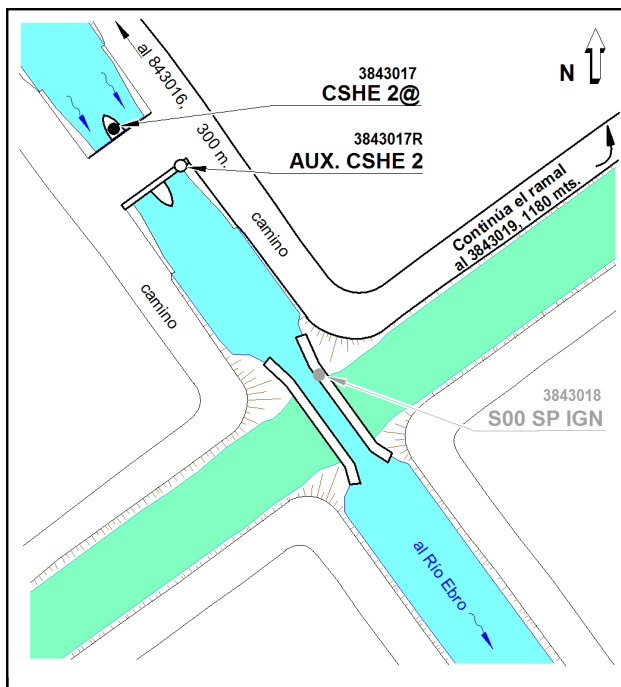 al 843016,
300 m.
3843017
CSHE 2@
N
3843017R
AUX. CSHE 2
camino
camino
Continúa el ramal
al 3843019, 1180 mts.
3843018
S00 SP IGN
al Río Ebro